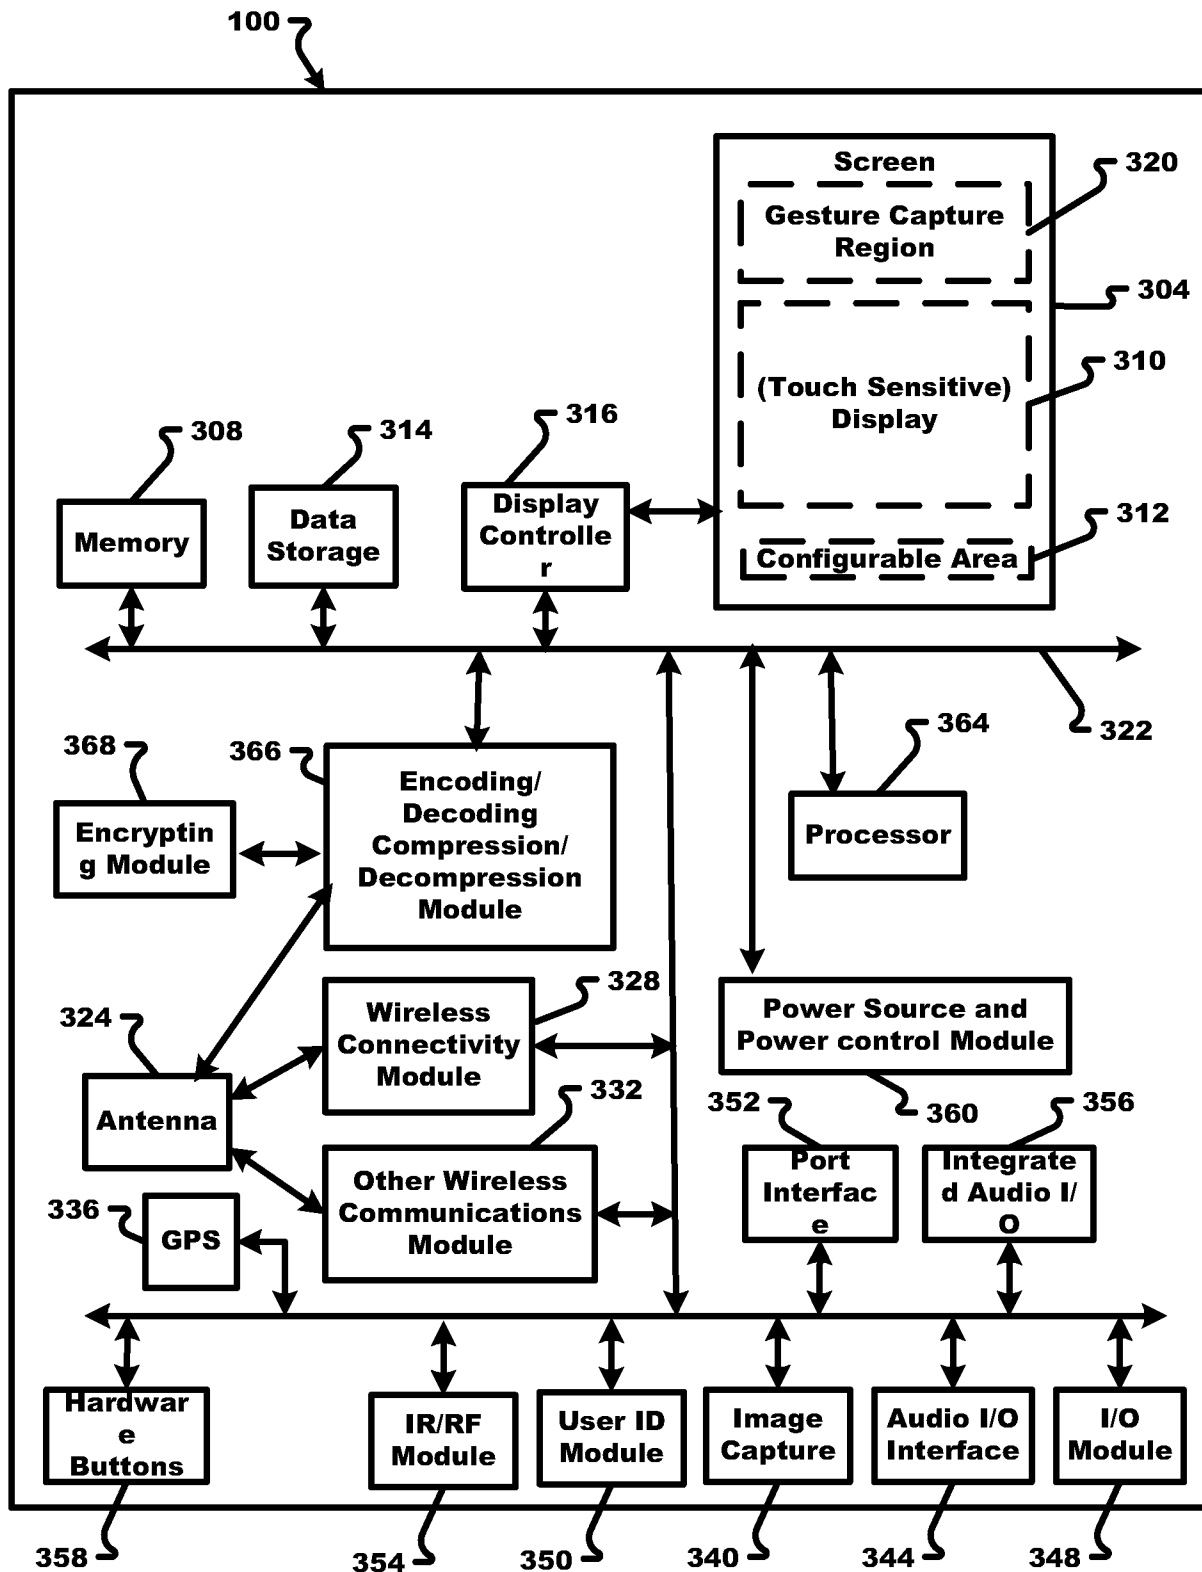 100
Screen
320
Gesture Capture
Region
304
310
(Touch Sensitive)
Display
308
314
316
Memory
Data
Storage
Display
Controlle
r
312
Configurable Area
322
364
Processor
368
366
Encryptin
g Module
Encoding/
Decoding
Compression/
Decompression
Module
328
Wireless
Connectivity
Module
324
Antenna
332
Other Wireless
Communications
Module
336
GPS
Power Source and
Power control Module
360
352
356
Port
Interfac
e
Integrate
d Audio I/
O
Hardwar
e
Buttons
IR/RF
Module
User ID
Module
Image
Capture
Audio I/O
Interface
I/O
Module
358
354
350
340
344
348